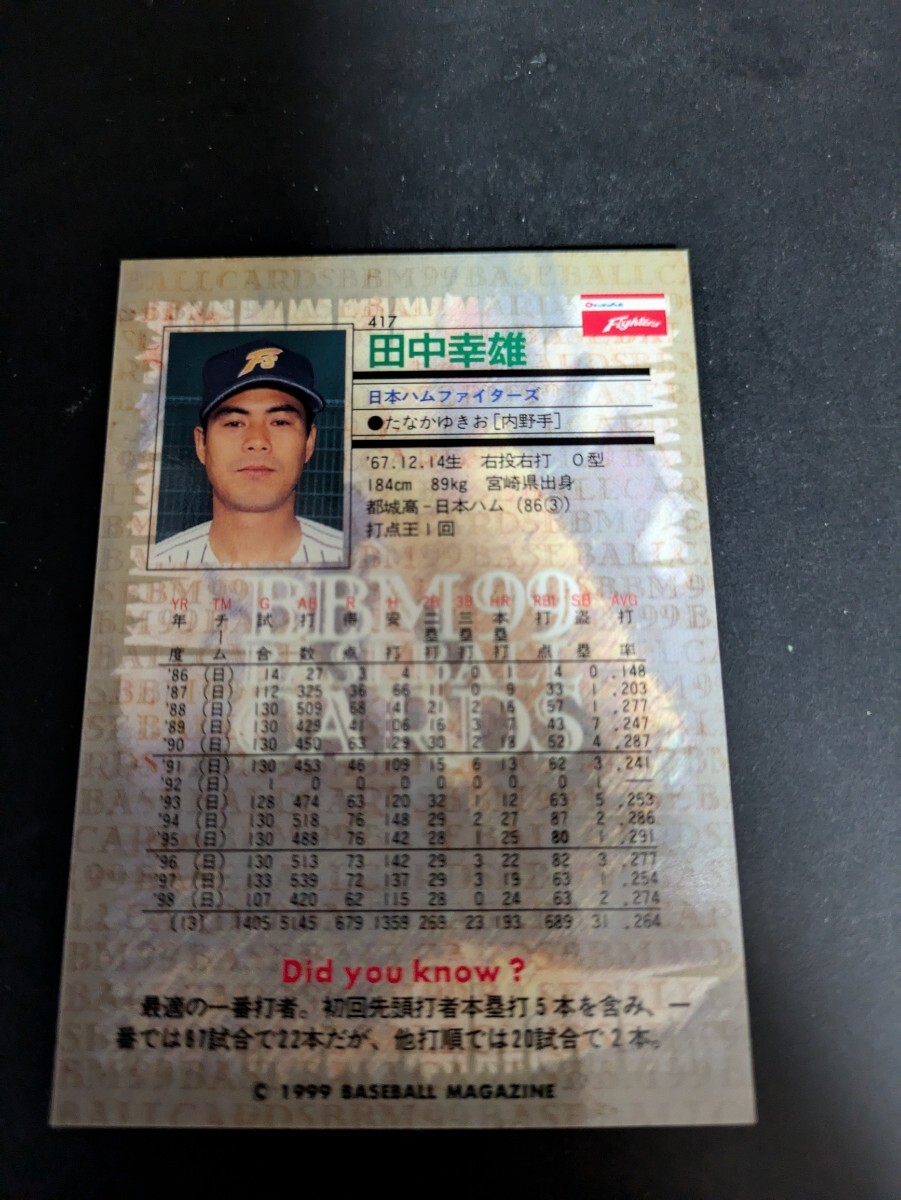 417
Fighters
田中幸雄
日本ハムファイターズ
●たなかゆきお[内野手]
'67.12.14生 右投右打 O型
184cm 89kg 宮崎県出身
都城高-日本ハム (86③)
打点王1回
BBM99
BASEBALL
CARDS
YR TM G AB R H 2B 3B HR RBI SB AVG
年度 チーム 試合 打数 得点 安打 二塁打 三塁打 本塁打 打点 盗塁 打率
'86 (日) 14 27 3 4 1 0 1 4 0 .148
'87 (日) 112 325 36 66 11 0 9 33 1 .203
'88 (日) 130 509 68 141 21 2 16 57 1 .277
'89 (日) 130 429 41 106 16 3 7 43 7 .247
'90 (日) 130 450 63 129 30 2 18 52 4 .287
'91 (日) 130 453 46 109 15 6 13 62 3 .241
'92 (日) 1 0 0 0 0 0 0 0 1 —
'93 (日) 128 474 63 120 32 1 12 63 5 .253
'94 (日) 130 518 76 148 29 2 27 87 2 .286
'95 (日) 130 488 76 142 28 1 25 80 1 .291
'96 (日) 130 513 73 142 29 3 22 82 3 .277
'97 (日) 133 539 72 137 29 3 19 63 1 .254
'98 (日) 107 420 62 115 28 0 24 63 2 .274
(13) 1405 5145 679 1359 269 23 193 689 31 .264
Did you know?
最適の一番打者。初回先頭打者本塁打5本を含み、一
番では87試合で22本だが、他打順では20試合で2本。
© 1999 BASEBALL MAGAZINE